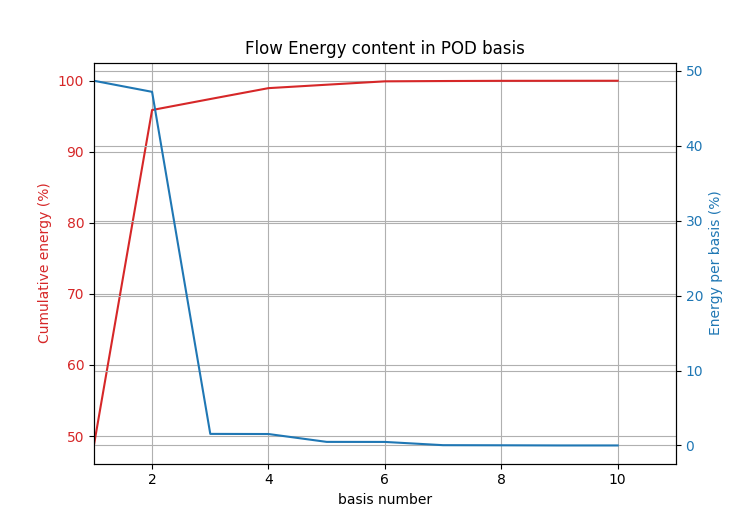 Flow Energy content in POD basis
Cumulative energy (%)
100
90
80
70
60
50
50
40
30
20
10
0
Energy per basis (%)
2 4 6 8 10
basis number